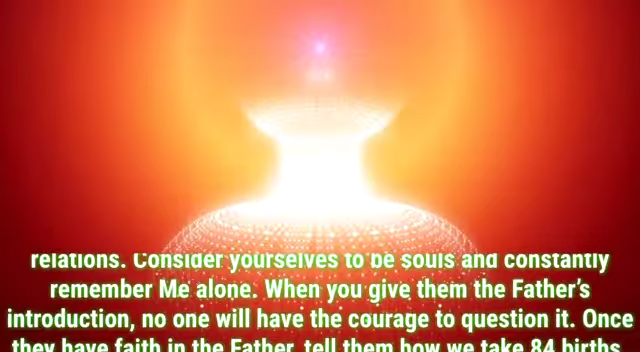 relations. Consider yourselves to be souls and constantly
remember Me alone. When you give them the Father's
introduction, no one will have the courage to question it. Once
they have faith in the Father, tell them how we take 84 births.